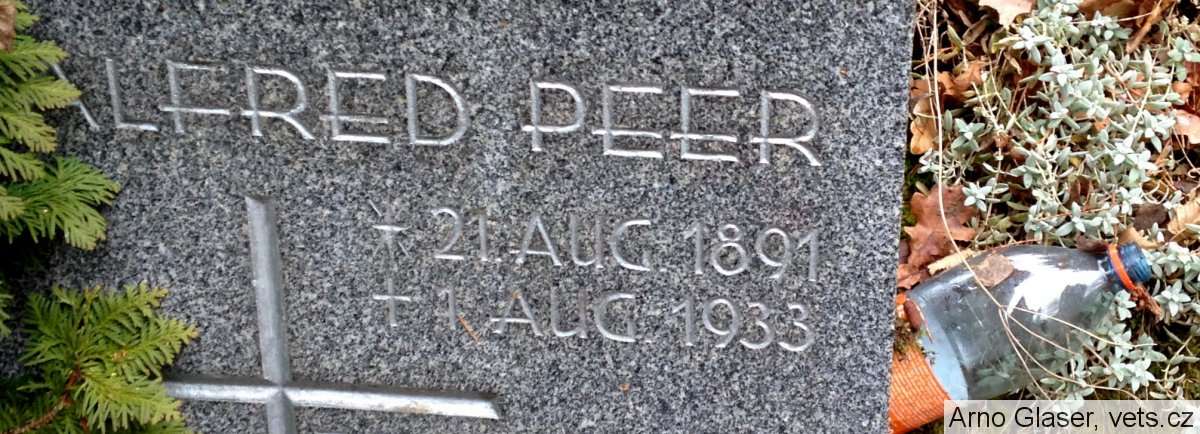 ALFRED PEER
21 AUG. 1891
† 1 AUG. 1933
Arno Glaser, vets.cz